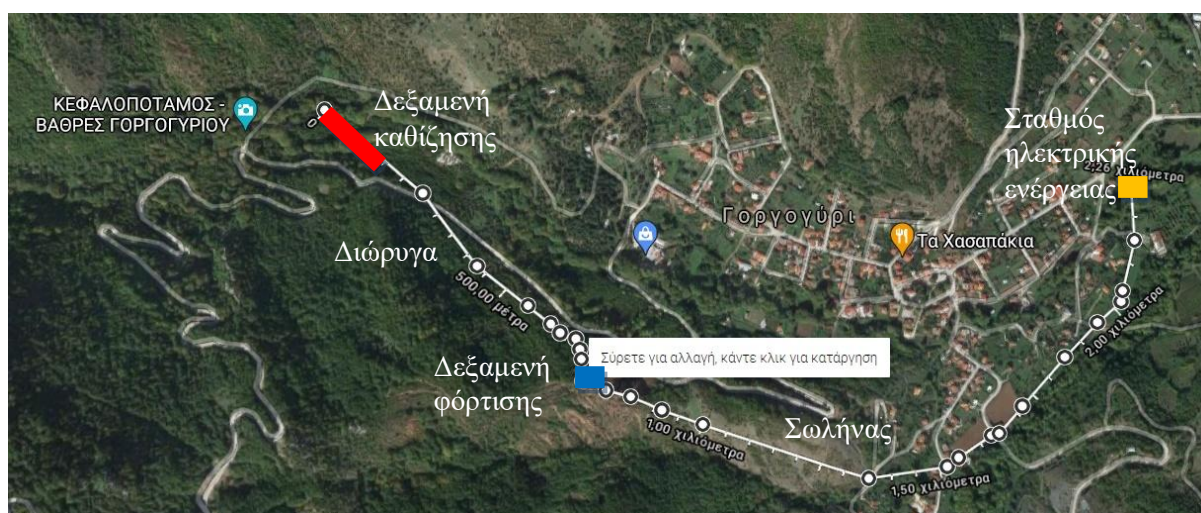 ΚΕΦΑΛΟΠΟΤΑΜΟΣ -
ΒΑΘΡΕΣ ΓΟΡΓΟΓΥΡΙΟΥ
0
Δεξαμενή
καθίζησης
Σταθμός
ηλεκτρικής
2,26 χιλιόμετρα
ενέργειας
Γοργογύρι
Τα Χασαπάκια
Διώρυγα
500,00 μέτρα
Σύρετε για αλλαγή, κάντε κλικ για κατάργηση
2,00 χιλιόμετρα
Δεξαμενή
φόρτισης
Σωλήνας
1,00 χιλιόμετρα
1,50 χιλιόμετρα